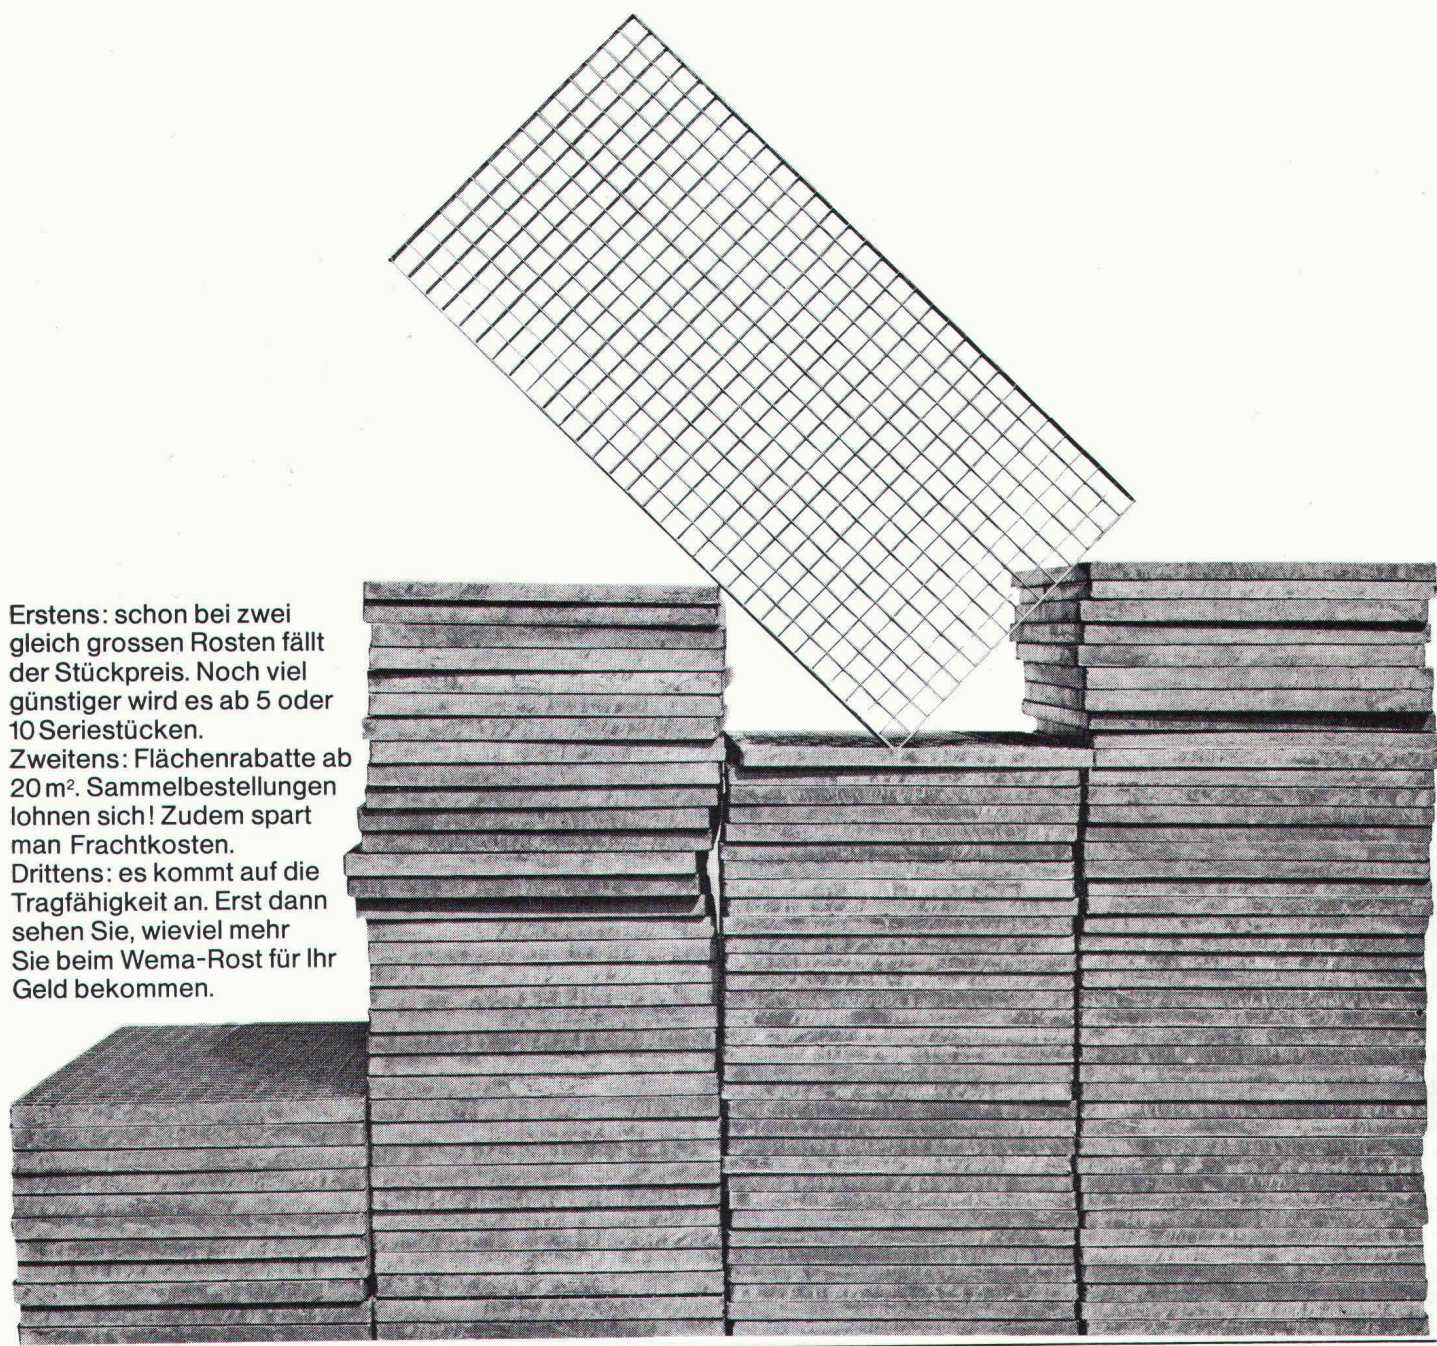 Erstens: schon bei zwei
gleich grossen Rosten fällt
der Stückpreis. Noch viel
günstiger wird es ab 5 oder
10 Seriestücken.
Zweitens: Flächenrabatte ab
20 m². Sammelbestellungen
lohnen sich! Zudem spart
man Frachtkosten.
Drittens: es kommt auf die
Tragfähigkeit an. Erst dann
sehen Sie, wieviel mehr
Sie beim Wema-Rost für Ihr
Geld bekommen.